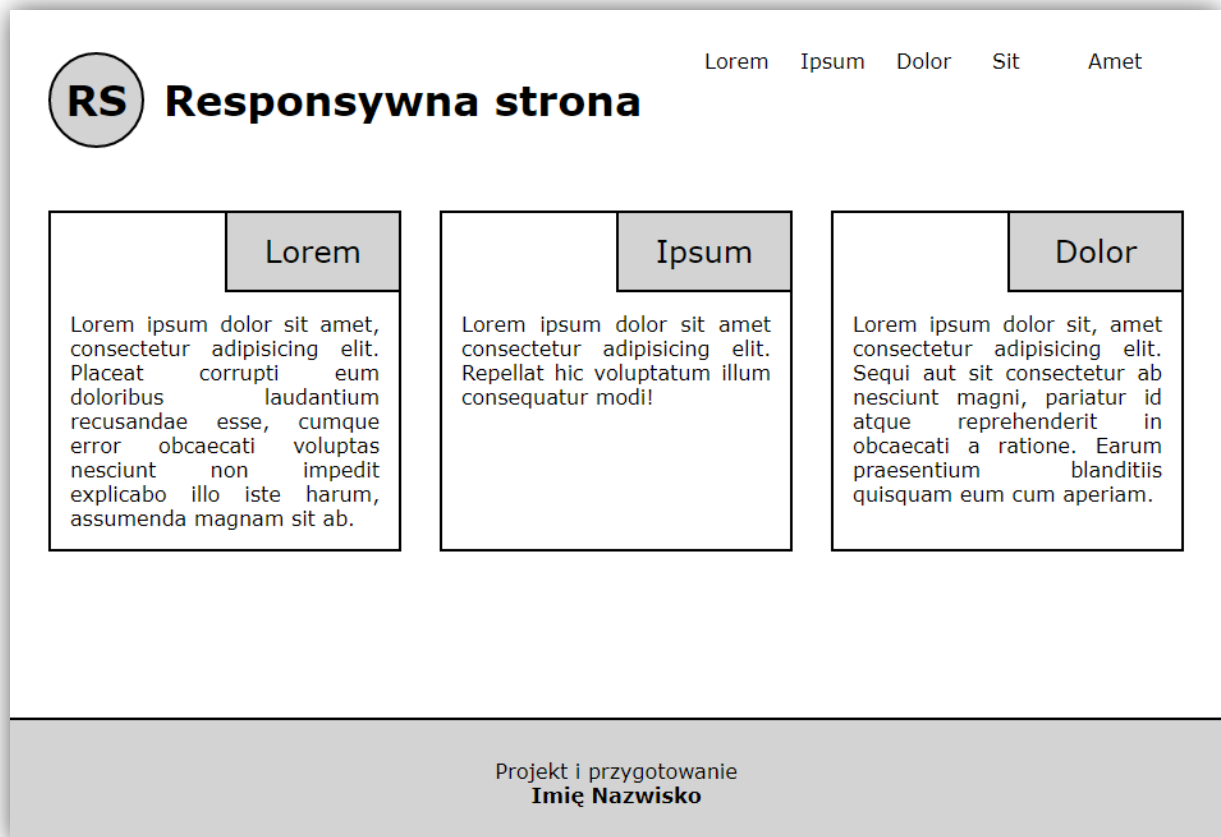 RS Responsywna strona
Lorem Ipsum Dolor Sit Amet
Lorem
Lorem ipsum dolor sit amet,
consectetur adipisicing elit.
Placeat corrupti eum
doloribus laudantium
recusandae esse, cumque
error obcaecati voluptas
nesciunt non impedit
explicabo illo iste harum,
assumenda magnam sit ab.
Ipsum
Lorem ipsum dolor sit amet
consectetur adipisicing elit.
Repellat hic voluptatum illum
consequatur modi!
Dolor
Lorem ipsum dolor sit, amet
consectetur adipisicing elit.
Sequi aut sit consectetur ab
nesciunt magni, pariatur id
atque reprehenderit in
obcaecati a ratione. Earum
praesentium blanditiis
quisquam eum cum aperiam.
Projekt i przygotowanie
Imię Nazwisko